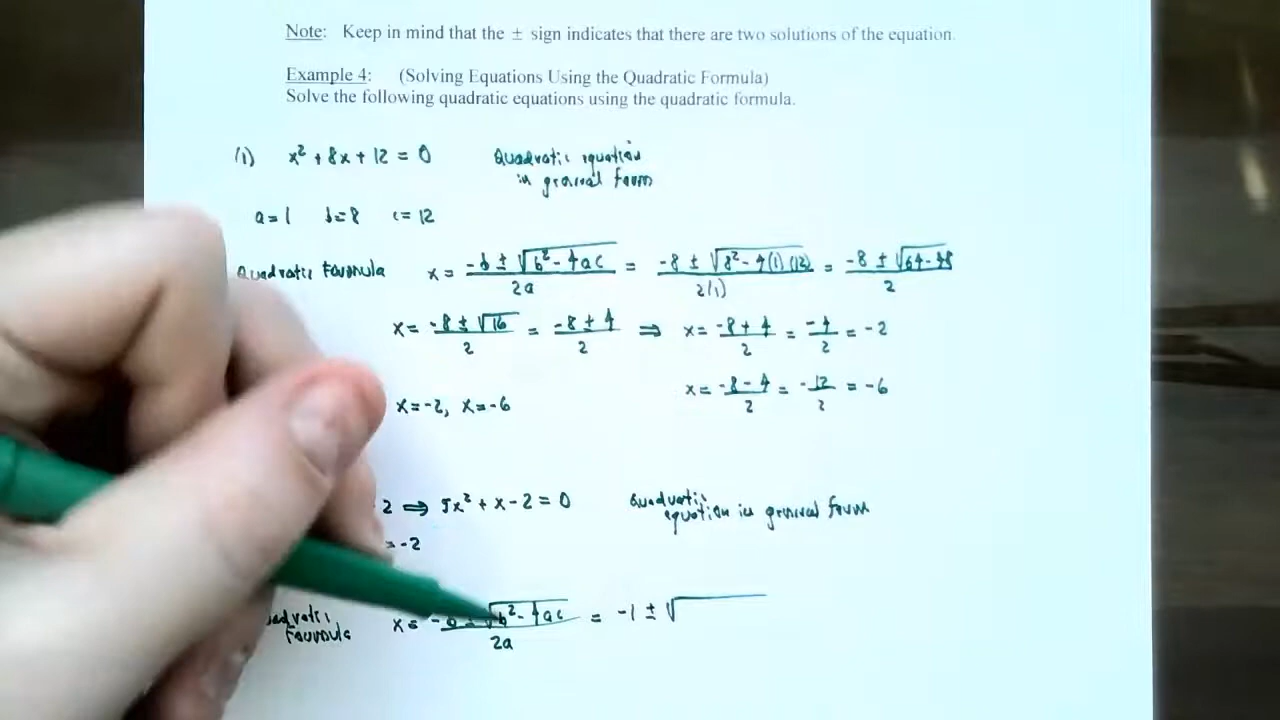 Note: Keep in mind that the ± sign indicates that there are two solutions of the equation.
Example 4: (Solving Equations Using the Quadratic Formula)
Solve the following quadratic equations using the quadratic formula.
(1) x² + 8x + 12 = 0 Quadratic equation
in general form
a = 1 b = 8 c = 12
Quadratic Formula x = (-b ± √(b² - 4ac))/2a = (-8 ± √(8² - 4(1)(12)))/2(1) = (-8 ± √(64-48))/2
x = (-8 ± √16)/2 = (-8 ± 4)/2 ⇒ x = (-8 + 4)/2 = -4/2 = -2
x = (-8 - 4)/2 = -12/2 = -6
x = -2, x = -6
2 ⇒ 5x² + x - 2 = 0 Quadratic
equation in general form
= -2
Formula x = √(b² - 4ac)/2a = -1 ± √